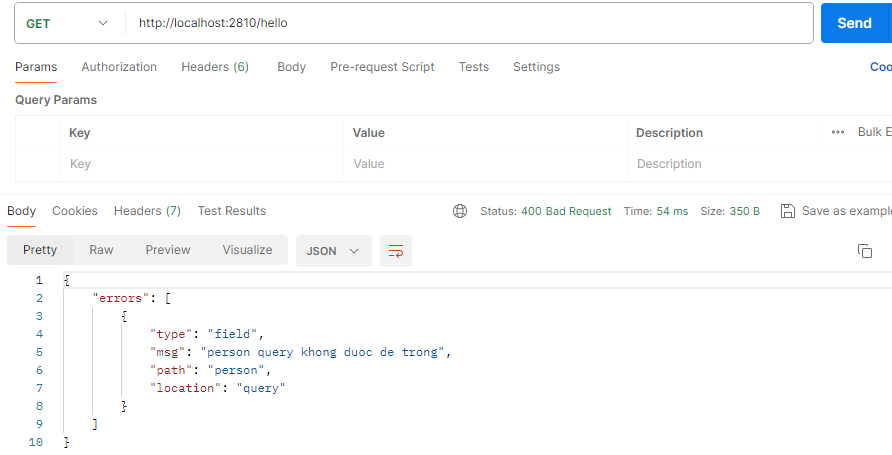 GET http://localhost:2810/hello Send
Params Authorization Headers (6) Body Pre-request Script Tests Settings Coo
Query Params
Key Value Description Bulk E
Key Value Description
Body Cookies Headers (7) Test Results Status: 400 Bad Request Time: 54 ms Size: 350 B Save as example
Pretty Raw Preview Visualize JSON
1 {
2 "errors": [
3 {
4 "type": "field",
5 "msg": "person query khong duoc de trong",
6 "path": "person",
7 "location": "query"
8 }
9 ]
10 }